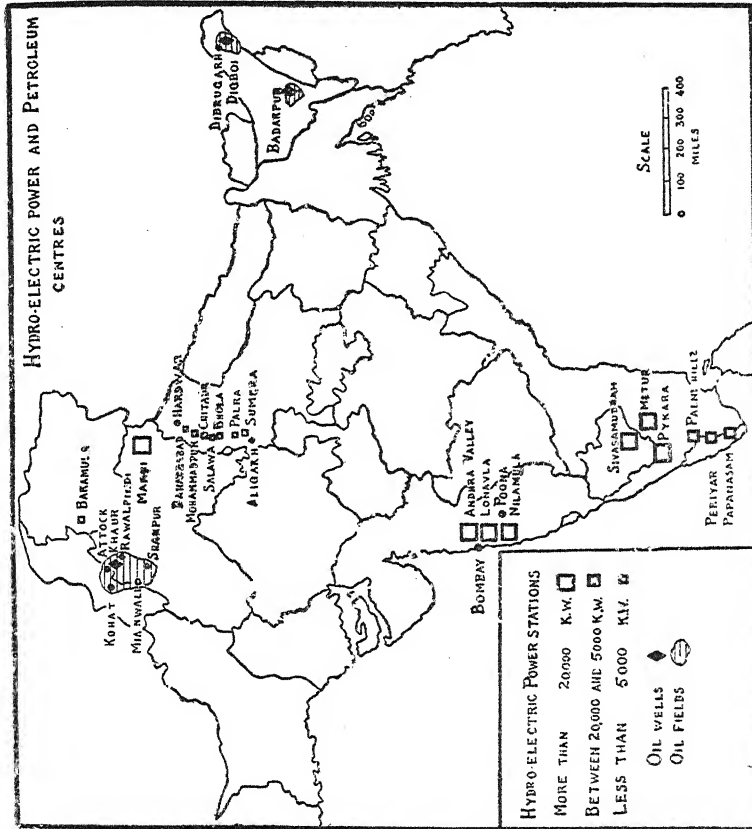 HYDRO-ELECTRIC POWER AND PETROLEUM
CENTRES
BARAMULA
ATTOCK
KHAUR
RAWALPINDI
KOHAT
MIANWALI
MANDI
HARDWAR
BAHADRABAD
MOHAMMADPUR
CHITAUR
SALAWA
BHOLA
PALRA
SUMERA
ALIGARH
DIBRUGARH
DIGBOI
BADARPUR
BOMBAY
ANDHRA VALLEY
LONAVLA
POONA
NILAMULA
SIVASAMUDRAM
METUR
PYKARA
PALNI HILLS
PERIYAR
PAPANASAM
SCALE
0 100 200 300 400
MILES
HYDRO-ELECTRIC POWER STATIONS
MORE THAN 20,000 K.W.
BETWEEN 20,000 AND 5000 K.W.
LESS THAN 5000 K.W.
OIL WELLS
OIL FIELDS